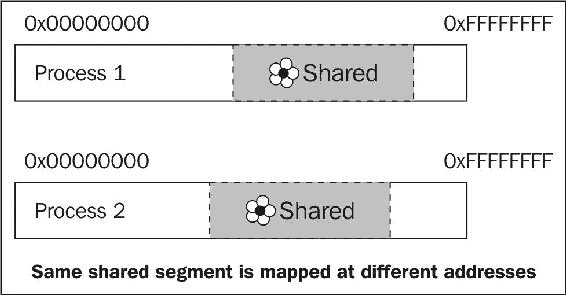 0x00000000 0xFFFFFFFF
Process 1 Shared
0x00000000 0xFFFFFFFF
Process 2 Shared
Same shared segment is mapped at different addresses